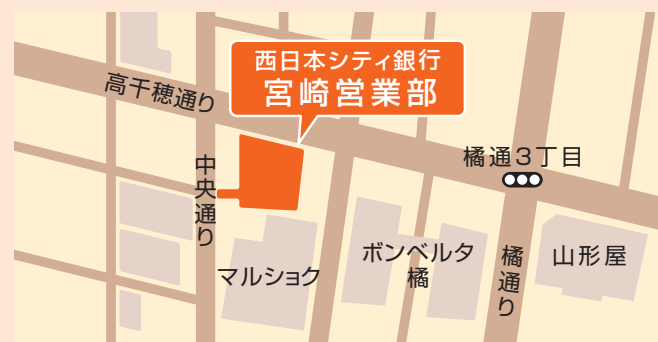 西日本シティ銀行
宮崎営業部
高千穂通り
橘通3丁目
中央通り
マルショク
ボンベルタ
橘
橘通り
山形屋